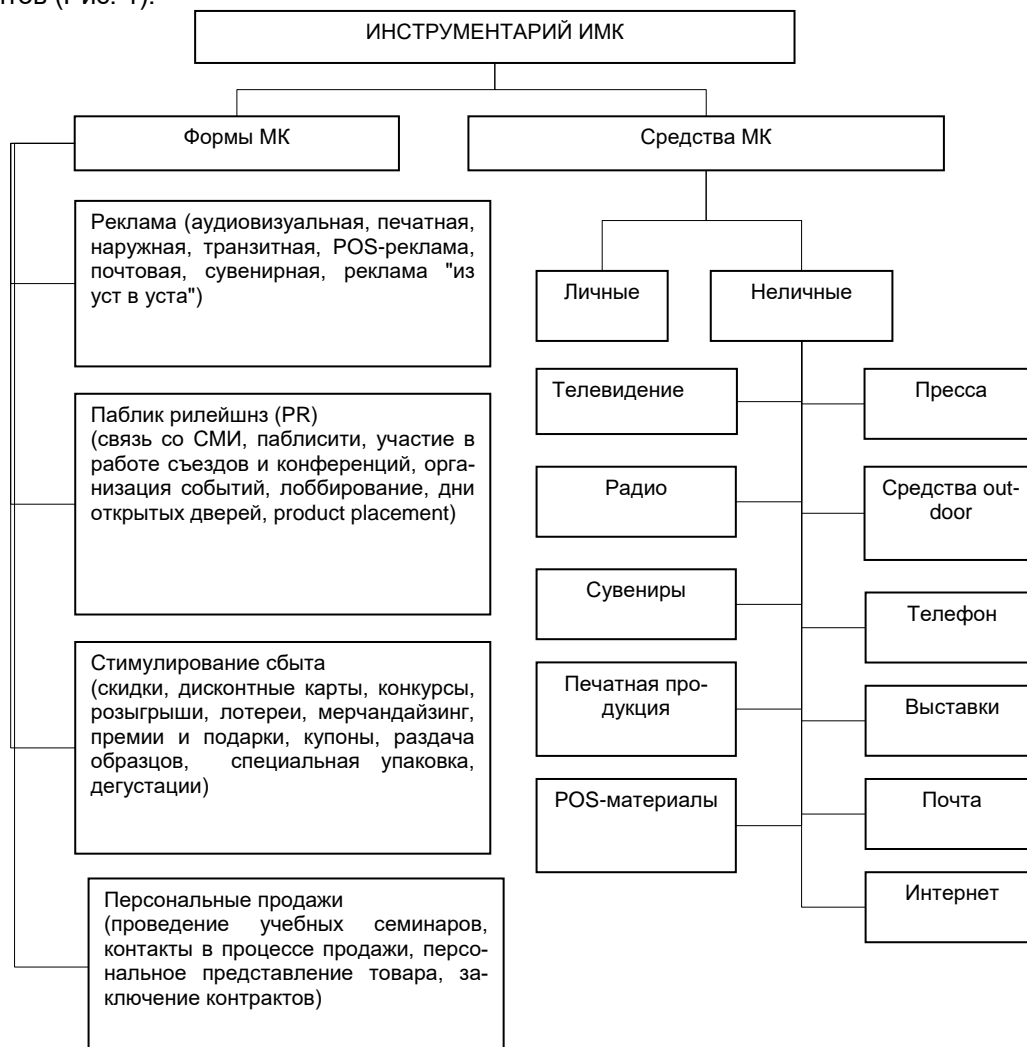 ИНСТРУМЕНТАРИЙ ИМК
Формы МК
Средства МК
Реклама (аудиовизуальная, печатная,
наружная, транзитная, POS-реклама,
почтовая, сувенирная, реклама "из
уст в уста")
Личные
Неличные
Телевидение
Пресса
Паблик рилейшнз (PR)
(связь со СМИ, паблисити, участие в
работе съездов и конференций, орга-
низация событий, лоббирование, дни
открытых дверей, product placement)
Радио
Средства out-
door
Сувениры
Телефон
Стимулирование сбыта
(скидки, дисконтные карты, конкурсы,
розыгрыши, лотереи, мерчандайзинг,
премии и подарки, купоны, раздача
образцов, специальная упаковка,
дегустации)
Печатная про-
дукция
Выставки
POS-материалы
Почта
Интернет
Персональные продажи
(проведение учебных семинаров,
контакты в процессе продажи, персо-
нальное представление товара, за-
ключение контрактов)